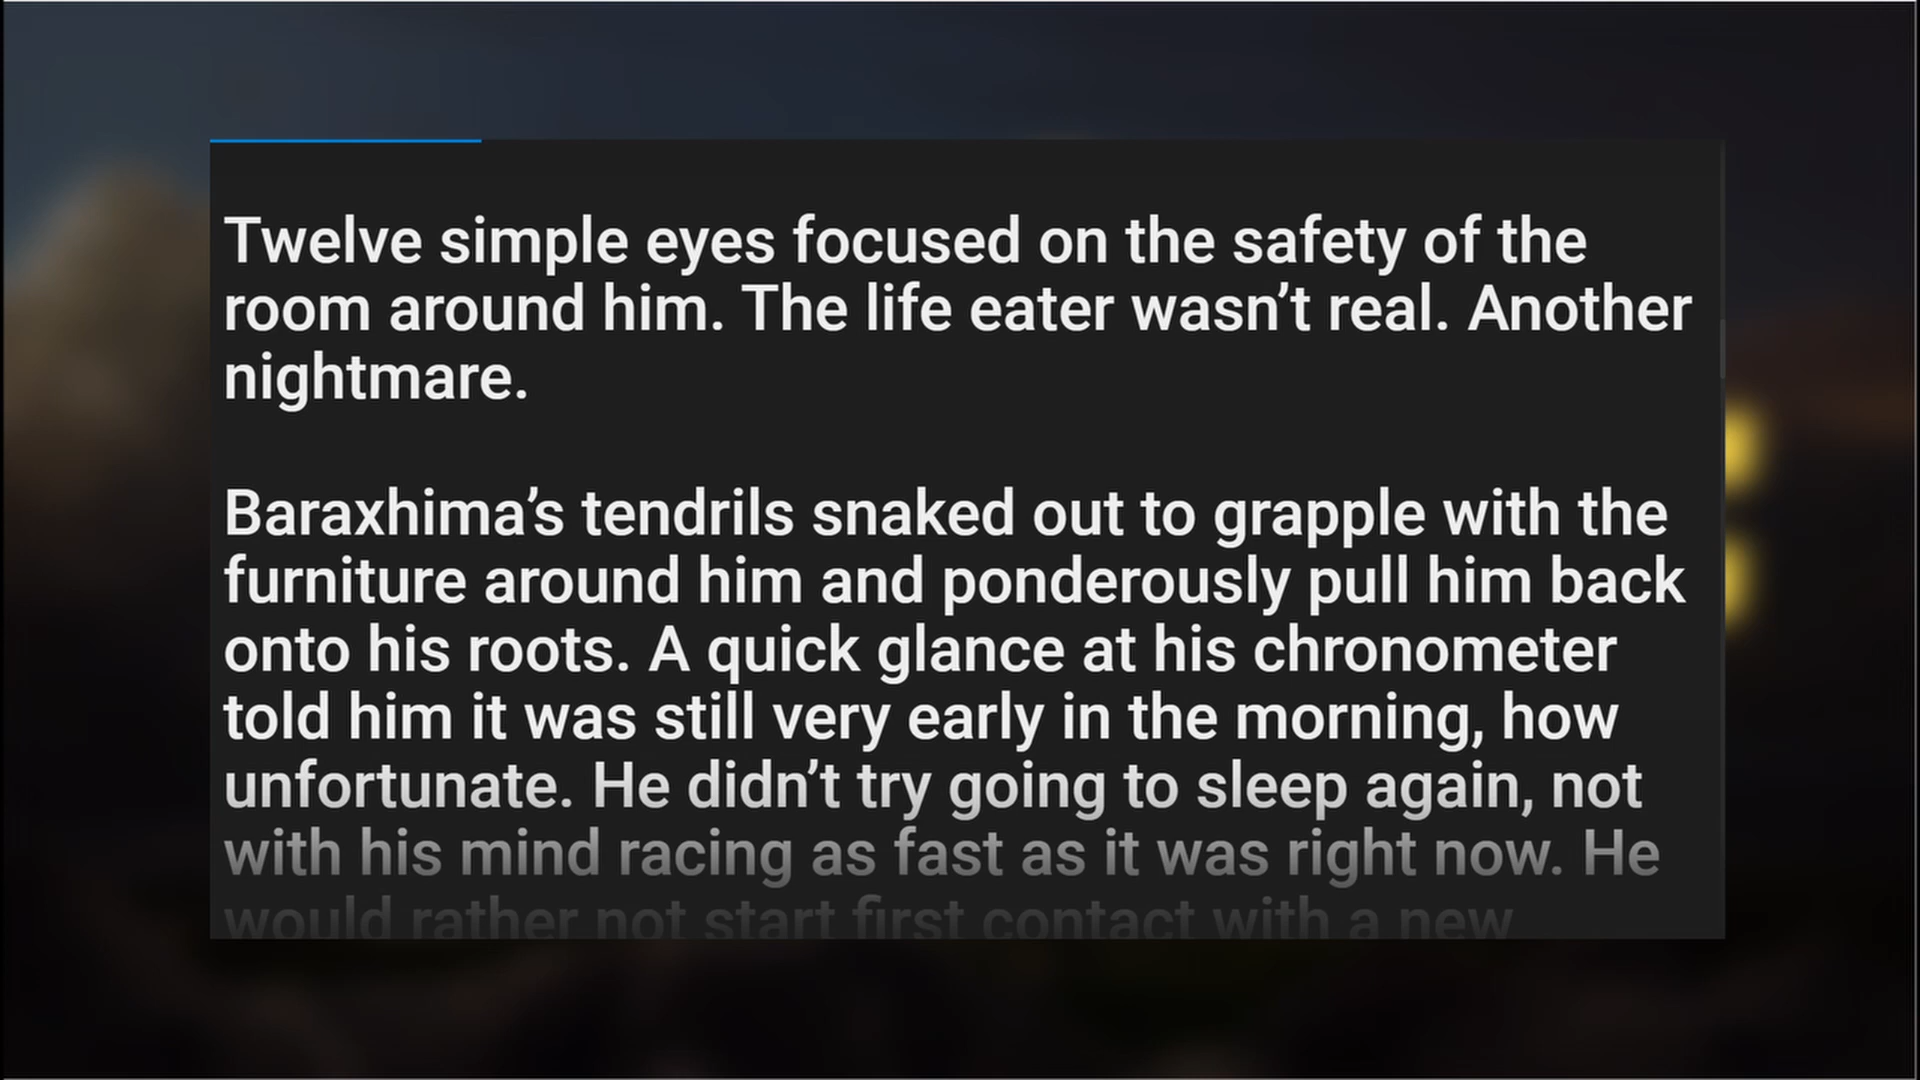 Twelve simple eyes focused on the safety of the
room around him. The life eater wasn’t real. Another
nightmare.
Baraxhima’s tendrils snaked out to grapple with the
furniture around him and ponderously pull him back
onto his roots. A quick glance at his chronometer
told him it was still very early in the morning, how
unfortunate. He didn’t try going to sleep again, not
with his mind racing as fast as it was right now. He
would rather not start first contact with a new